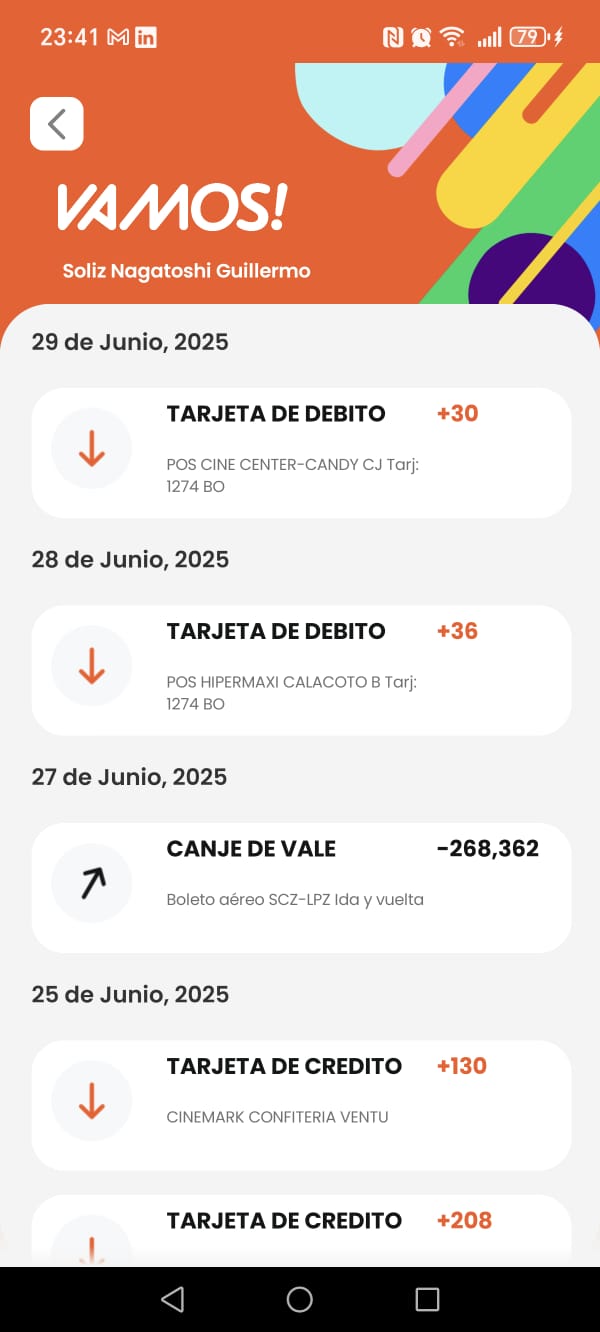 23:41
79
VAMOS!
Soliz Nagatoshi Guillermo
29 de Junio, 2025
TARJETA DE DEBITO +30
POS CINE CENTER-CANDY CJ Tarj:
1274 BO
28 de Junio, 2025
TARJETA DE DEBITO +36
POS HIPERMAXI CALACOTO B Tarj:
1274 BO
27 de Junio, 2025
CANJE DE VALE -268,362
Boleto aéreo SCZ-LPZ Ida y vuelta
25 de Junio, 2025
TARJETA DE CREDITO +130
CINEMARK CONFITERIA VENTU
TARJETA DE CREDITO +208